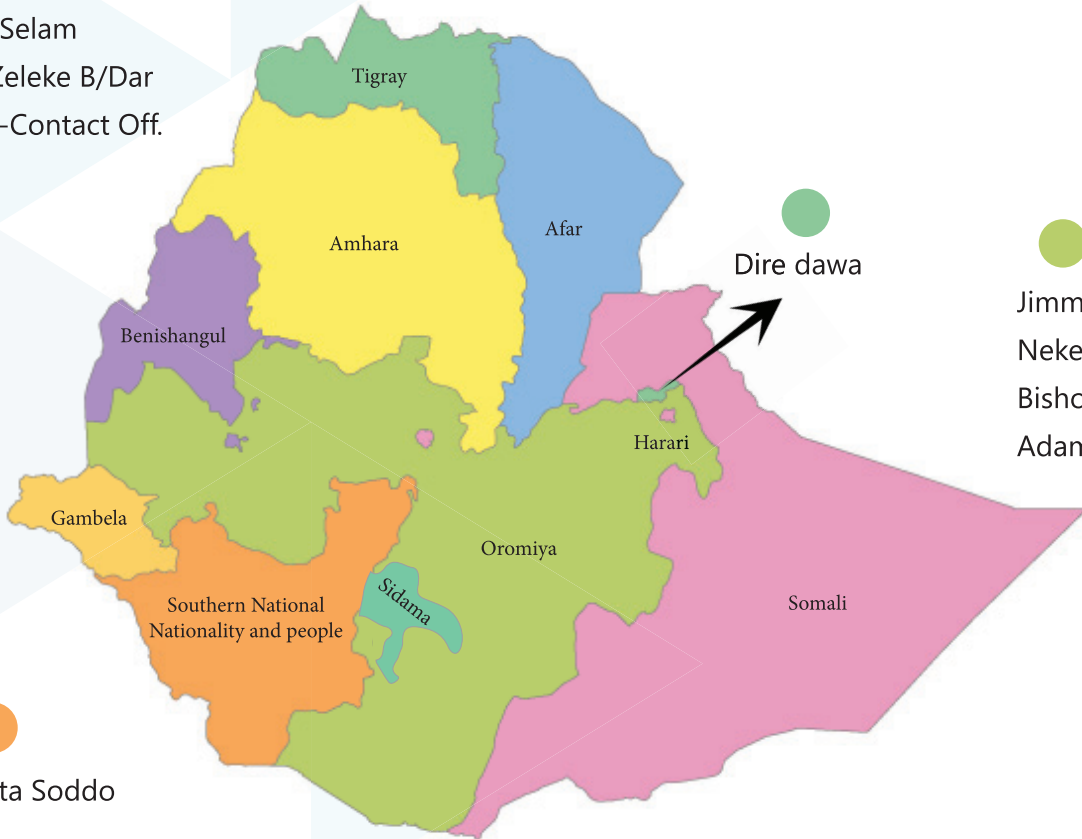 Selam
Zeleke B/Dar
-Contact Off.
Tigray
Afar
Amhara
Dire dawa
Benishangul
Harari
Gambela
Oromiya
Sidama
Southern National
Nationality and people
Somali
Jimm
Neke
Bisho
Adam
ta Soddo